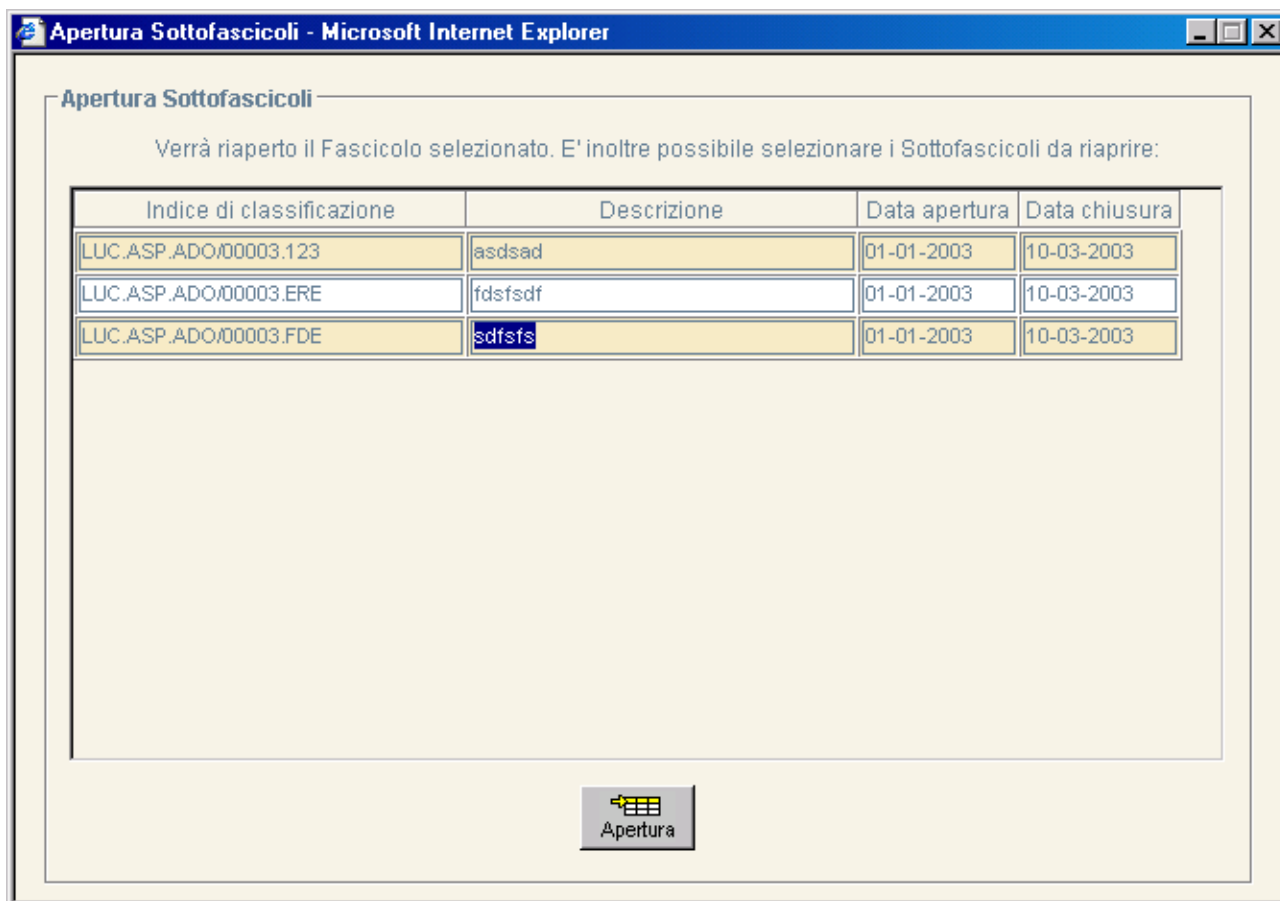 Apertura Sottofascicoli - Microsoft Internet Explorer
Apertura Sottofascicoli
Verrà riaperto il Fascicolo selezionato. E' inoltre possibile selezionare i Sottofascicoli da riaprire:
Indice di classificazione Descrizione Data apertura Data chiusura
LUC.ASP.ADO/00003.123 asdsad 01-01-2003 10-03-2003
LUC.ASP.ADO/00003.ERE fdsfsdf 01-01-2003 10-03-2003
LUC.ASP.ADO/00003.FDE sdfsfs 01-01-2003 10-03-2003
Apertura